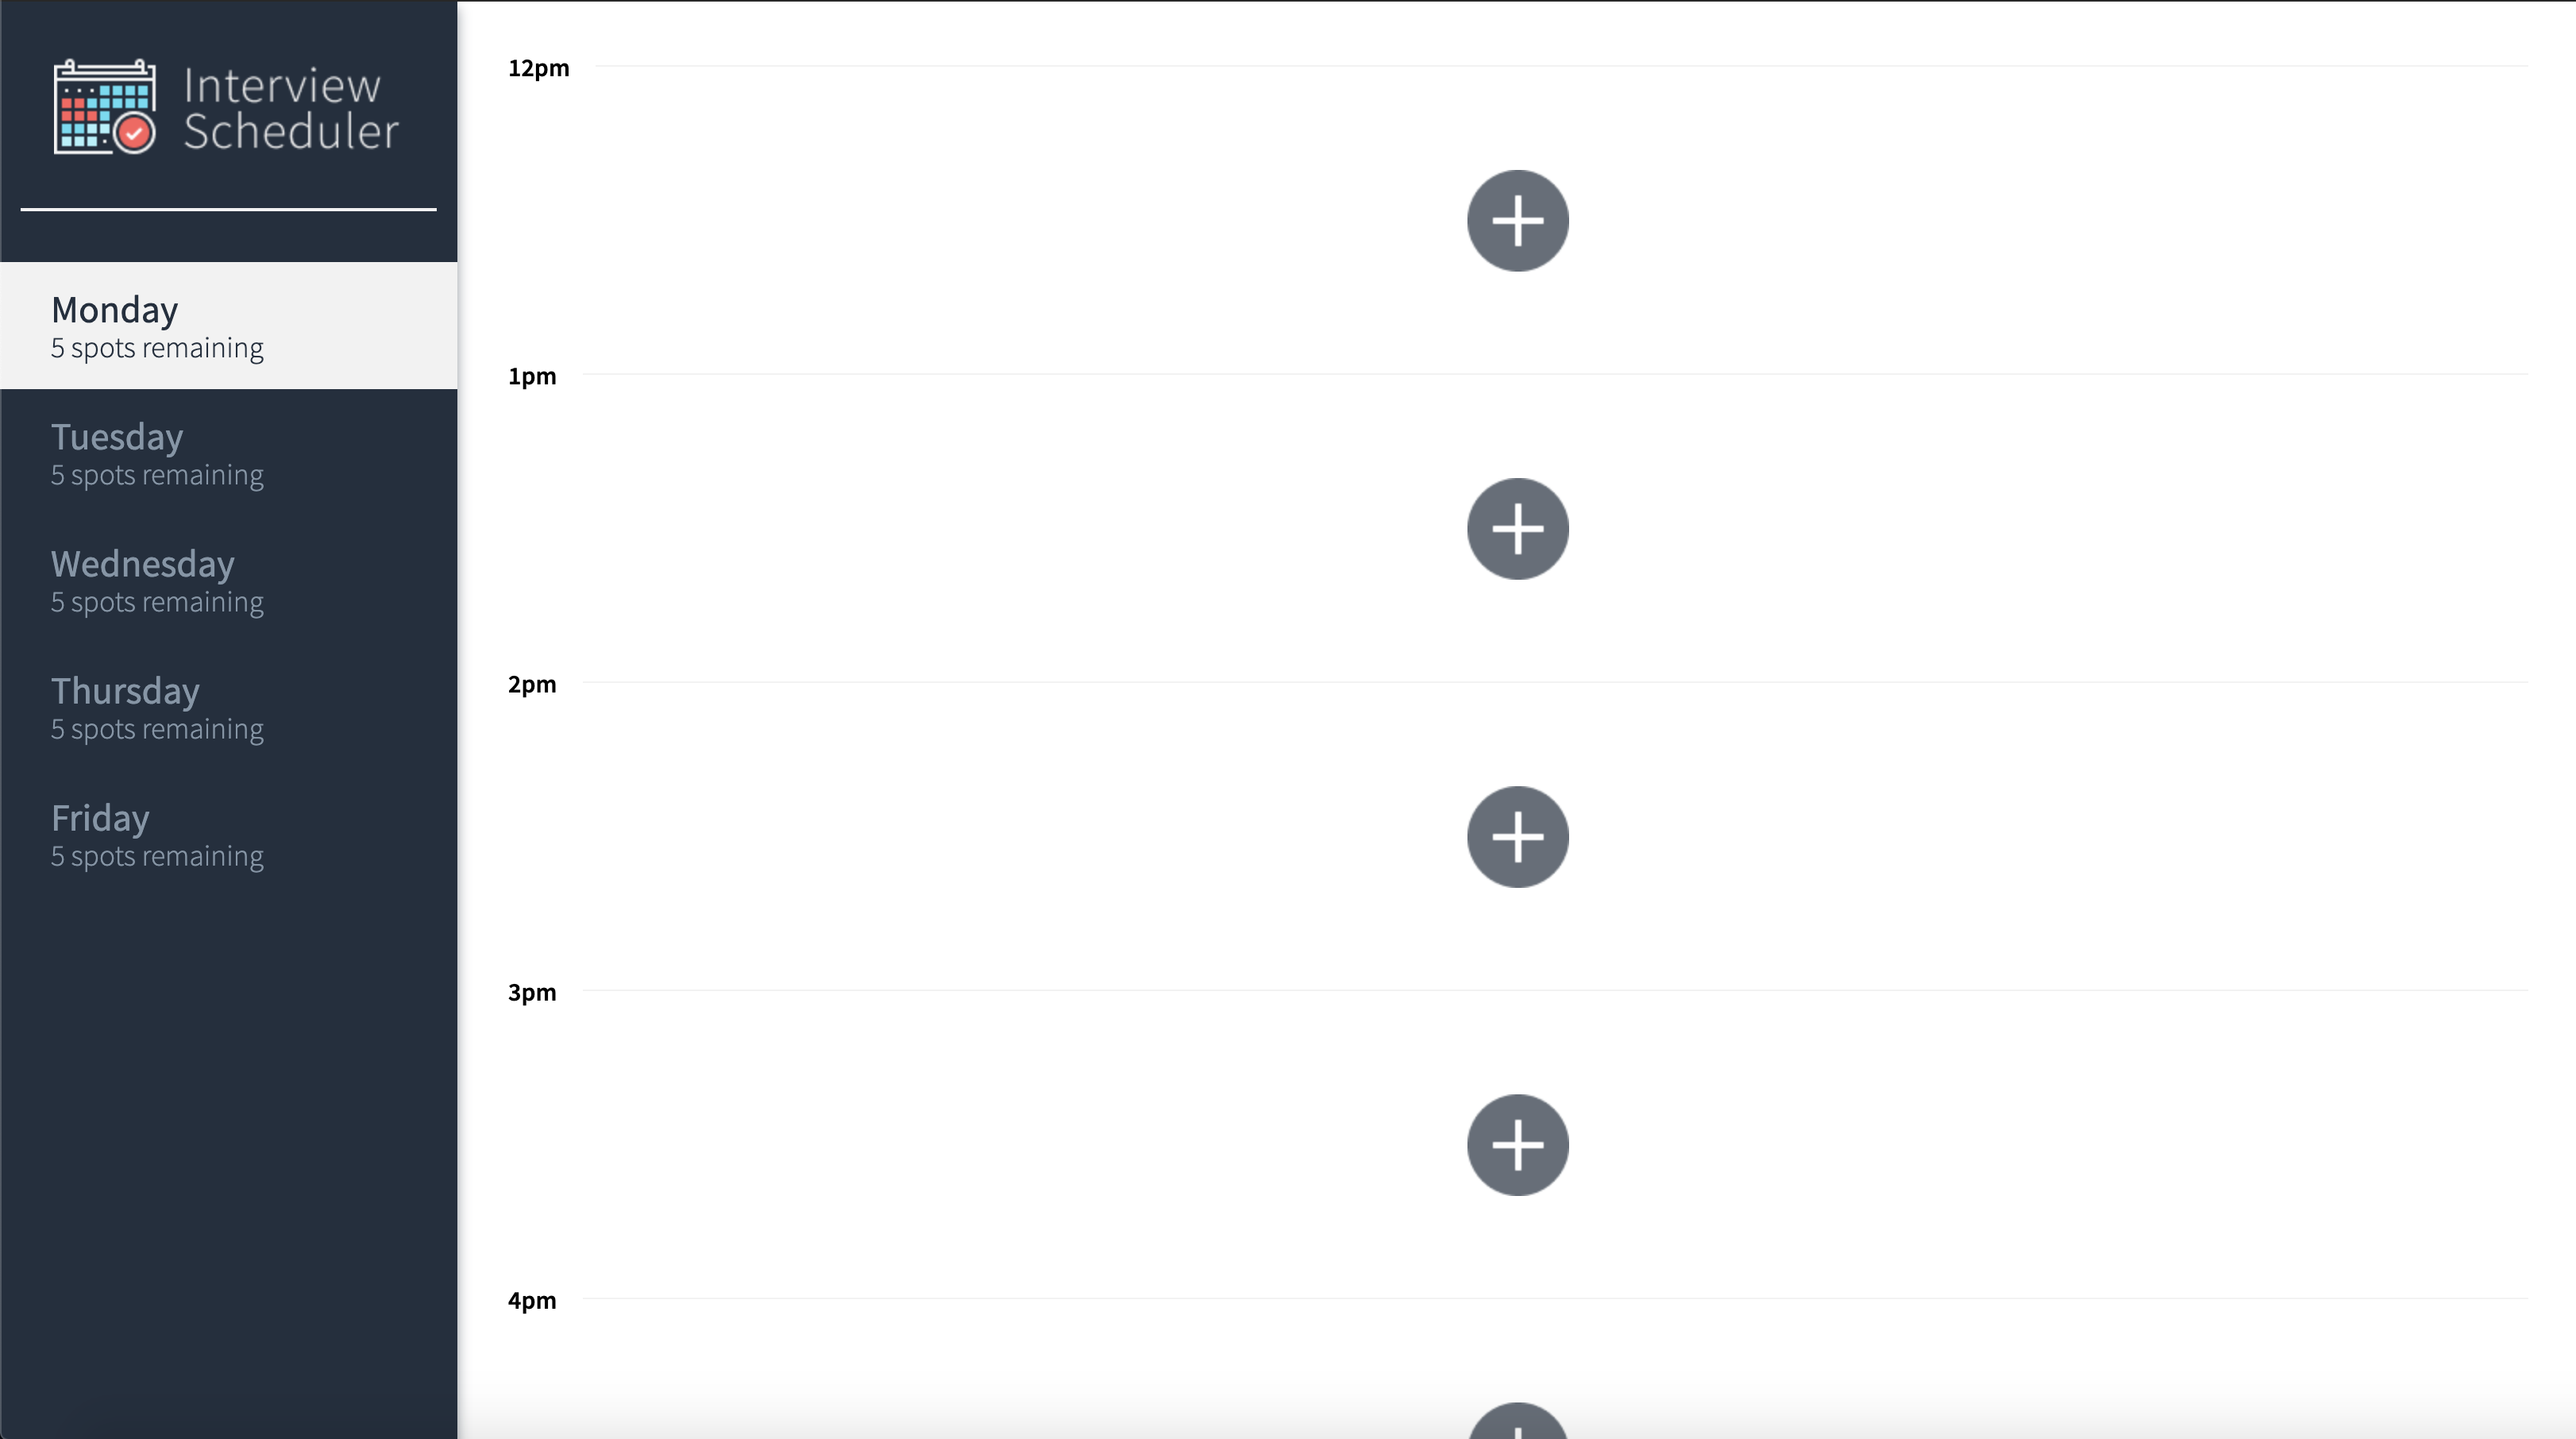 Interview
Scheduler
Monday
5 spots remaining
Tuesday
5 spots remaining
Wednesday
5 spots remaining
Thursday
5 spots remaining
Friday
5 spots remaining
12pm
1pm
2pm
3pm
4pm